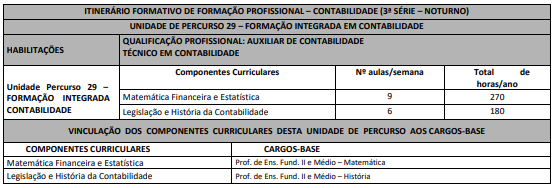 ITINERÁRIO FORMATIVO DE FORMAÇÃO PROFISSIONAL – CONTABILIDADE (3ª SÉRIE – NOTURNO)
UNIDADE DE PERCURSO 29 – FORMAÇÃO INTEGRADA EM CONTABILIDADE
HABILITAÇÕES
QUALIFICAÇÃO PROFISSIONAL: AUXILIAR DE CONTABILIDADE
TÉCNICO EM CONTABILIDADE
Unidade Percurso 29 –
FORMAÇÃO INTEGRADA
CONTABILIDADE
Componentes Curriculares Nº aulas/semana Total de
horas/ano
Matemática Financeira e Estatística 9 270
Legislação e História da Contabilidade 6 180
VINCULAÇÃO DOS COMPONENTES CURRICULARES DESTA UNIDADE DE PERCURSO AOS CARGOS-BASE
COMPONENTES CURRICULARES CARGOS-BASE
Matemática Financeira e Estatística Prof. de Ens. Fund. II e Médio – Matemática
Legislação e História da Contabilidade Prof. de Ens. Fund. II e Médio – História